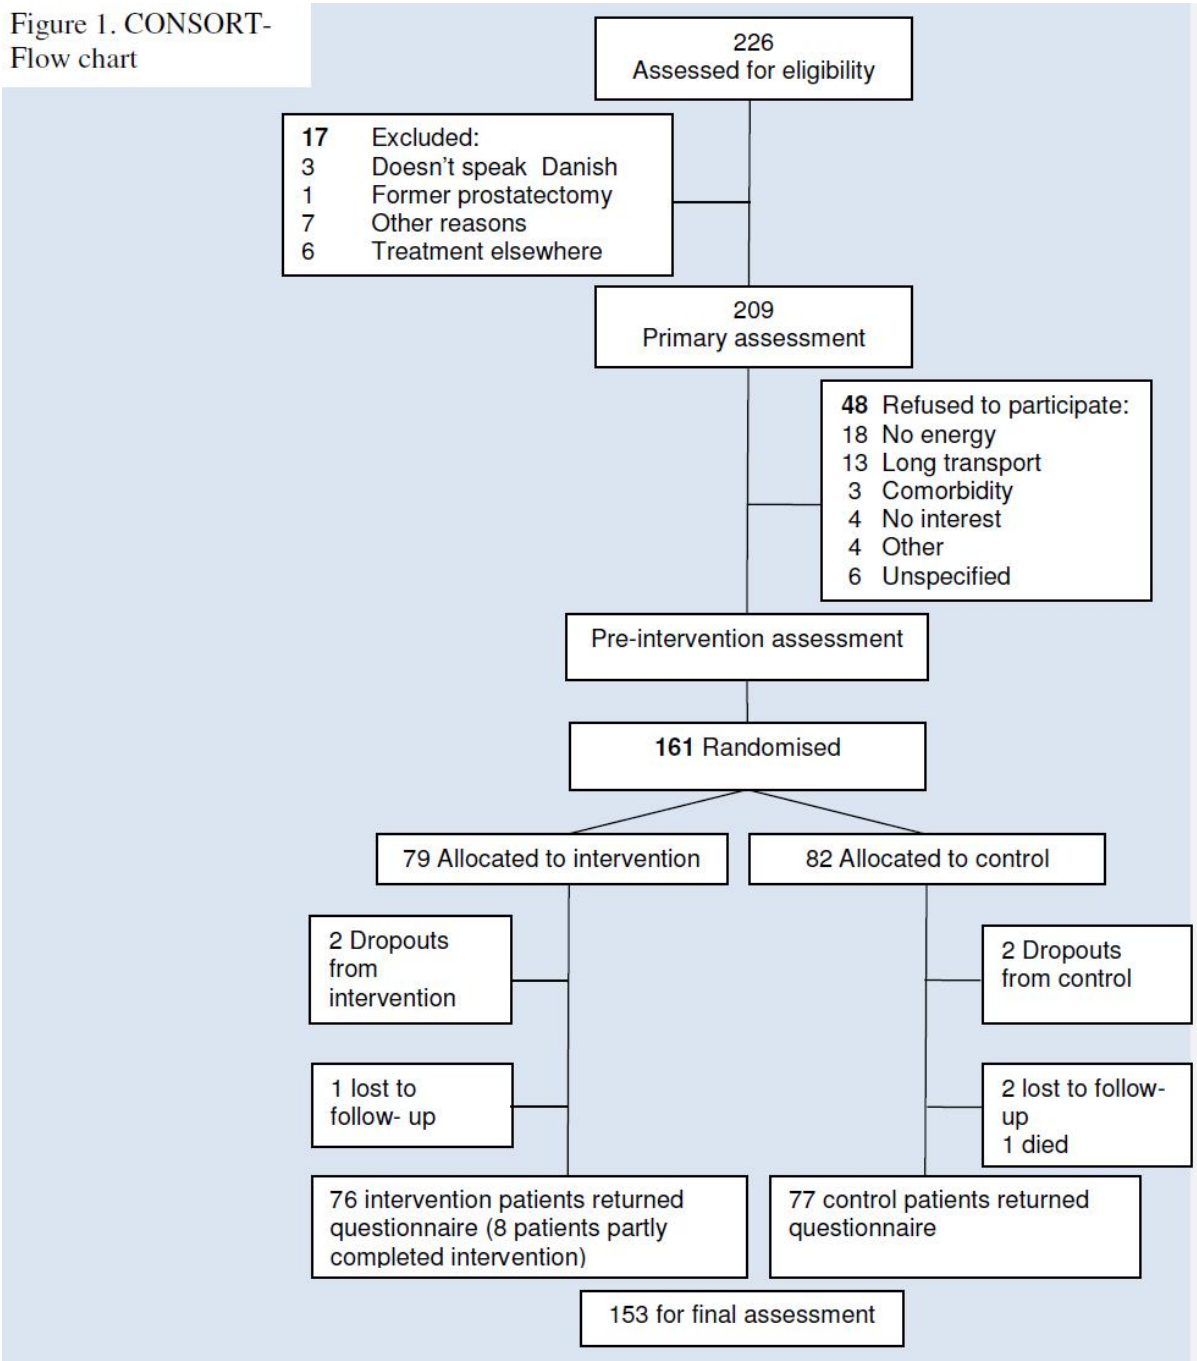 Figure 1. CONSORT-
Flow chart
226
Assessed for eligibility
17 Excluded:
3 Doesn't speak Danish
1 Former prostatectomy
7 Other reasons
6 Treatment elsewhere
209
Primary assessment
48 Refused to participate:
18 No energy
13 Long transport
3 Comorbidity
4 No interest
4 Other
6 Unspecified
Pre-intervention assessment
161 Randomised
79 Allocated to intervention
82 Allocated to control
2 Dropouts
from
intervention
2 Dropouts
from control
1 lost to
follow- up
2 lost to follow-
up
1 died
76 intervention patients returned
questionnaire (8 patients partly
completed intervention)
77 control patients returned
questionnaire
153 for final assessment